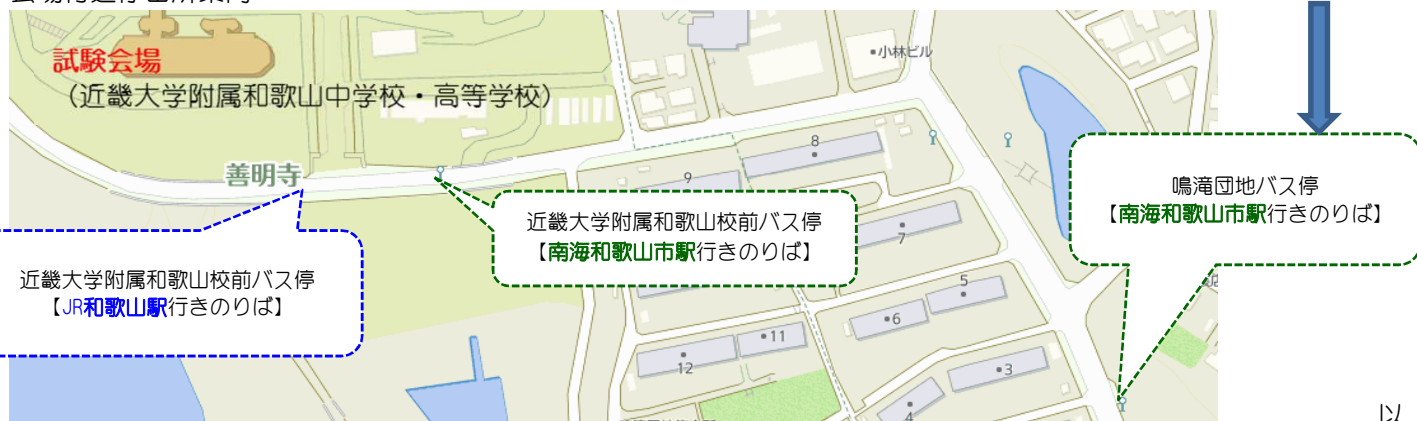 試験会場
（近畿大学附属和歌山中学校・高等学校）
•小林ビル
善明寺
8
9
7
5
•6
•11
12
•3
4
鳴滝団地バス停
【南海和歌山市駅行きのりば】
近畿大学附属和歌山校前バス停
【南海和歌山市駅行きのりば】
近畿大学附属和歌山校前バス停
【JR和歌山駅行きのりば】
以